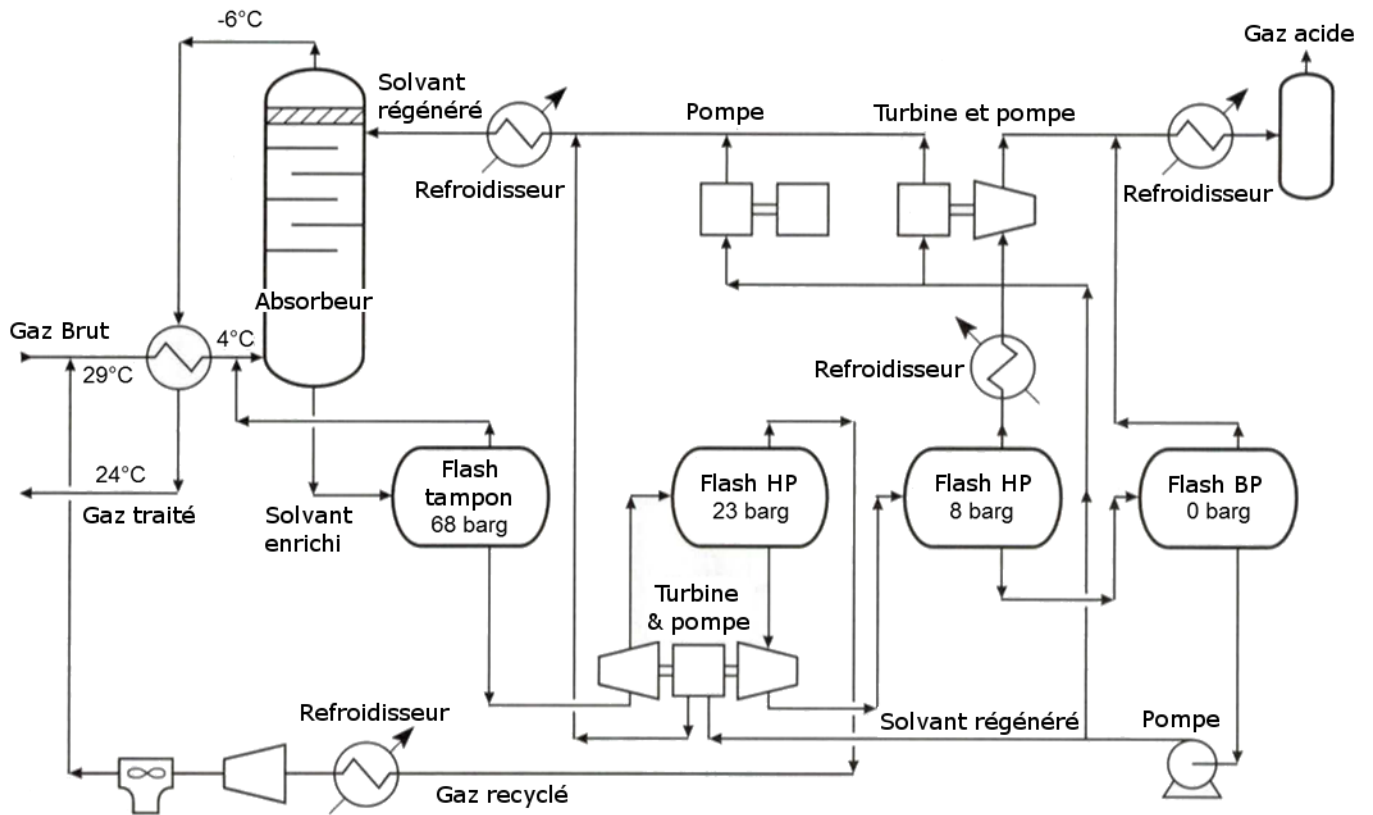 -6°C
Gaz acide
Solvant
régénéré
Pompe
Turbine et pompe
Refroidisseur
Refroidisseur
Absorbeur
Gaz Brut
4°C
29°C
Refroidisseur
24°C
Gaz traité
Solvant
enrichi
Flash
tampon
68 barg
Flash HP
23 barg
Flash HP
8 barg
Flash BP
0 barg
Turbine
& pompe
Refroidisseur
Solvant régénéré
Pompe
Gaz recyclé